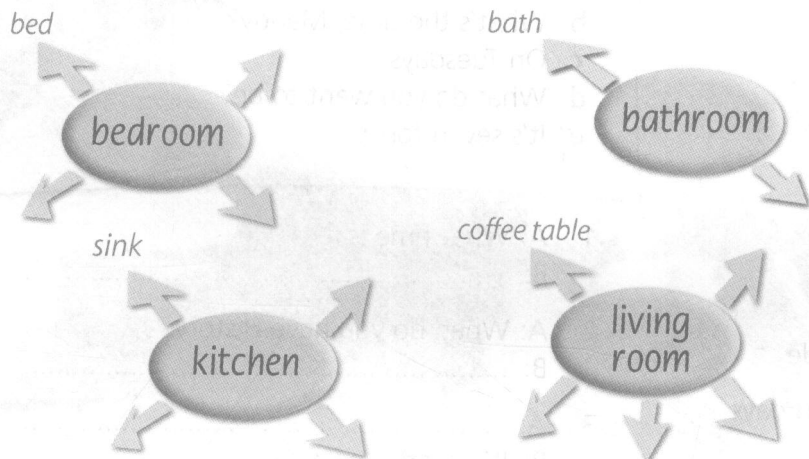 bed
bedroom
bath
bathroom
sink
kitchen
coffee table
living
room